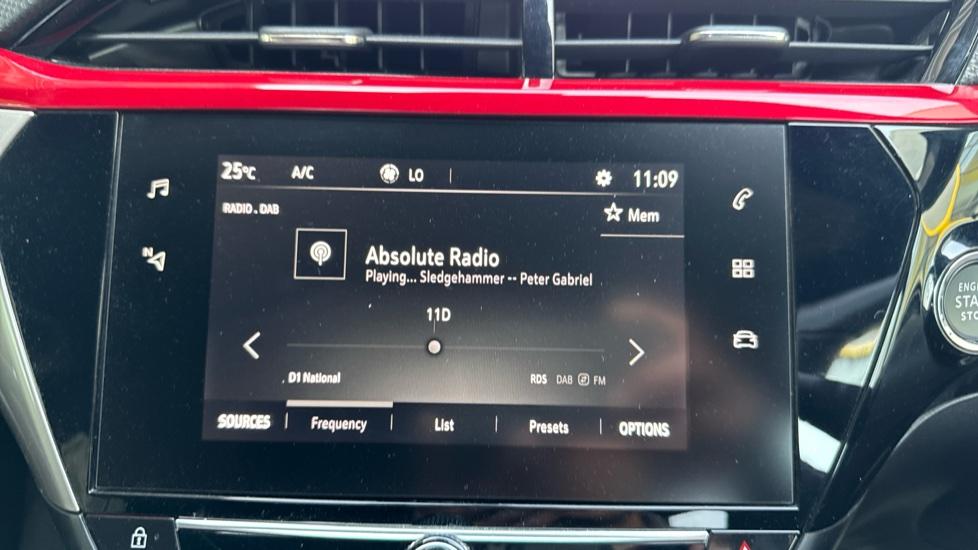 25°C A/C LO 11:09
RADIO . DAB
Mem
Absolute Radio
Playing... Sledgehammer -- Peter Gabriel
11D
N
D1 National RDS DAB FM
SOURCES Frequency List Presets OPTIONS